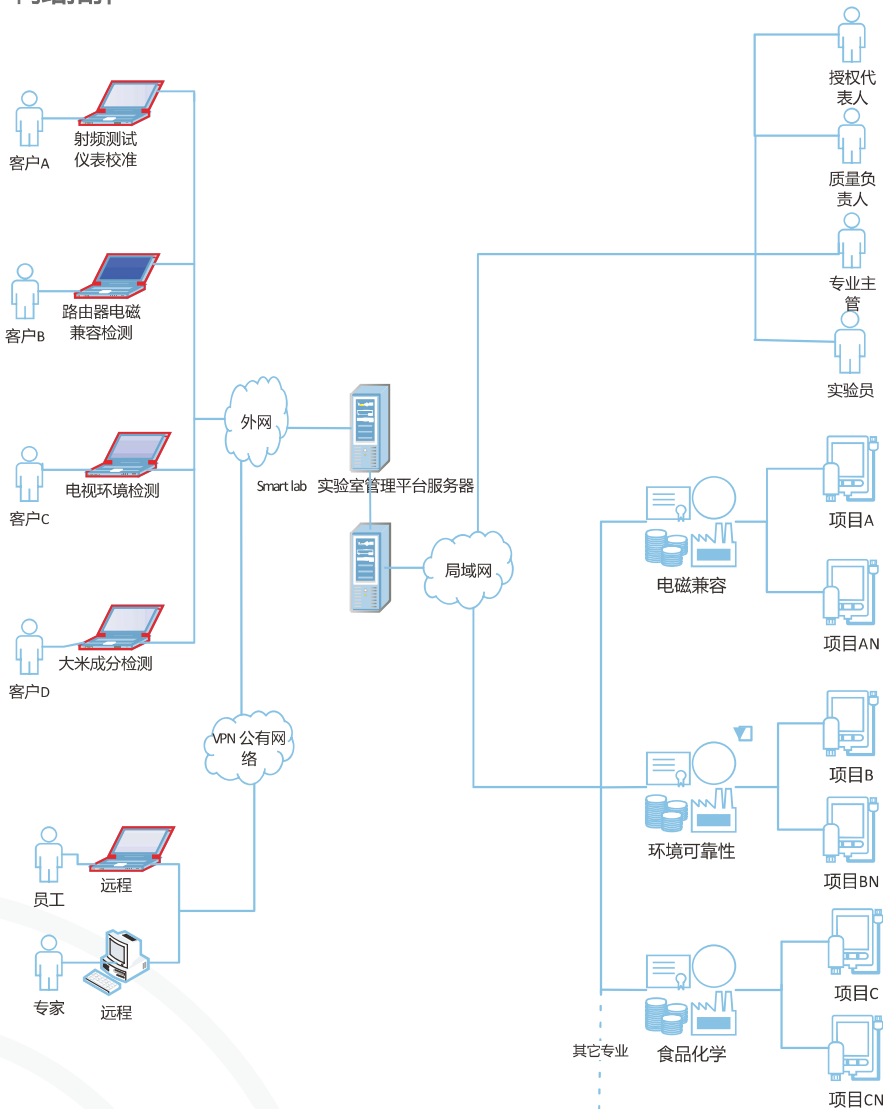 客户A
射频测试
仪表校准
客户B
路由器电磁
兼容检测
客户C
电视环境检测
客户D
大米成分检测
外网
Smart lab 实验室管理平台服务器
局域网
VPN 公有网
络
员工
远程
专家
远程
授权代
表人
质量负
责人
专业主
管
实验员
电磁兼容
项目A
项目AN
环境可靠性
项目B
项目BN
其它专业
食品化学
项目C
项目CN